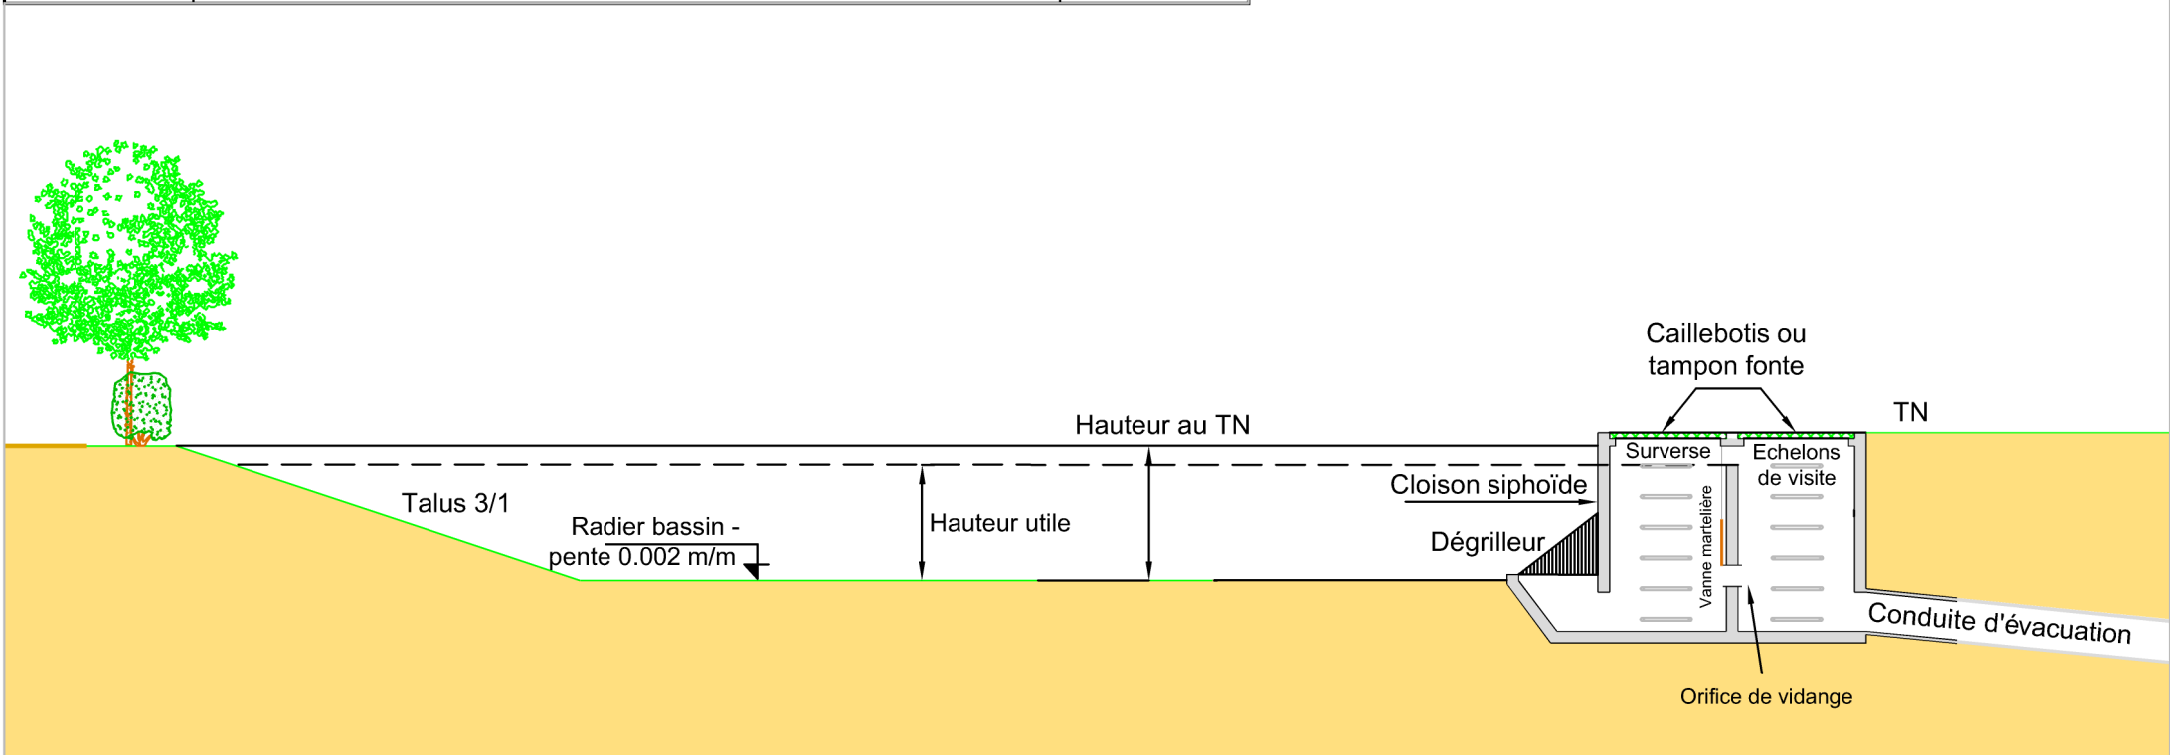 Caillebotis ou
tampon fonte
TN
Hauteur au TN
Surverse
Echelons
de visite
Cloison siphoïde
Talus 3/1
Radier bassin -
pente 0.002 m/m
Hauteur utile
Dégrilleur
Vanne martelière
Conduite d'évacuation
Orifice de vidange